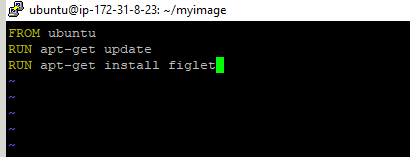 ubuntu@ip-172-31-8-23: ~/myimage
FROM ubuntu
RUN apt-get update
RUN apt-get install figlet
~
~
~
~
~